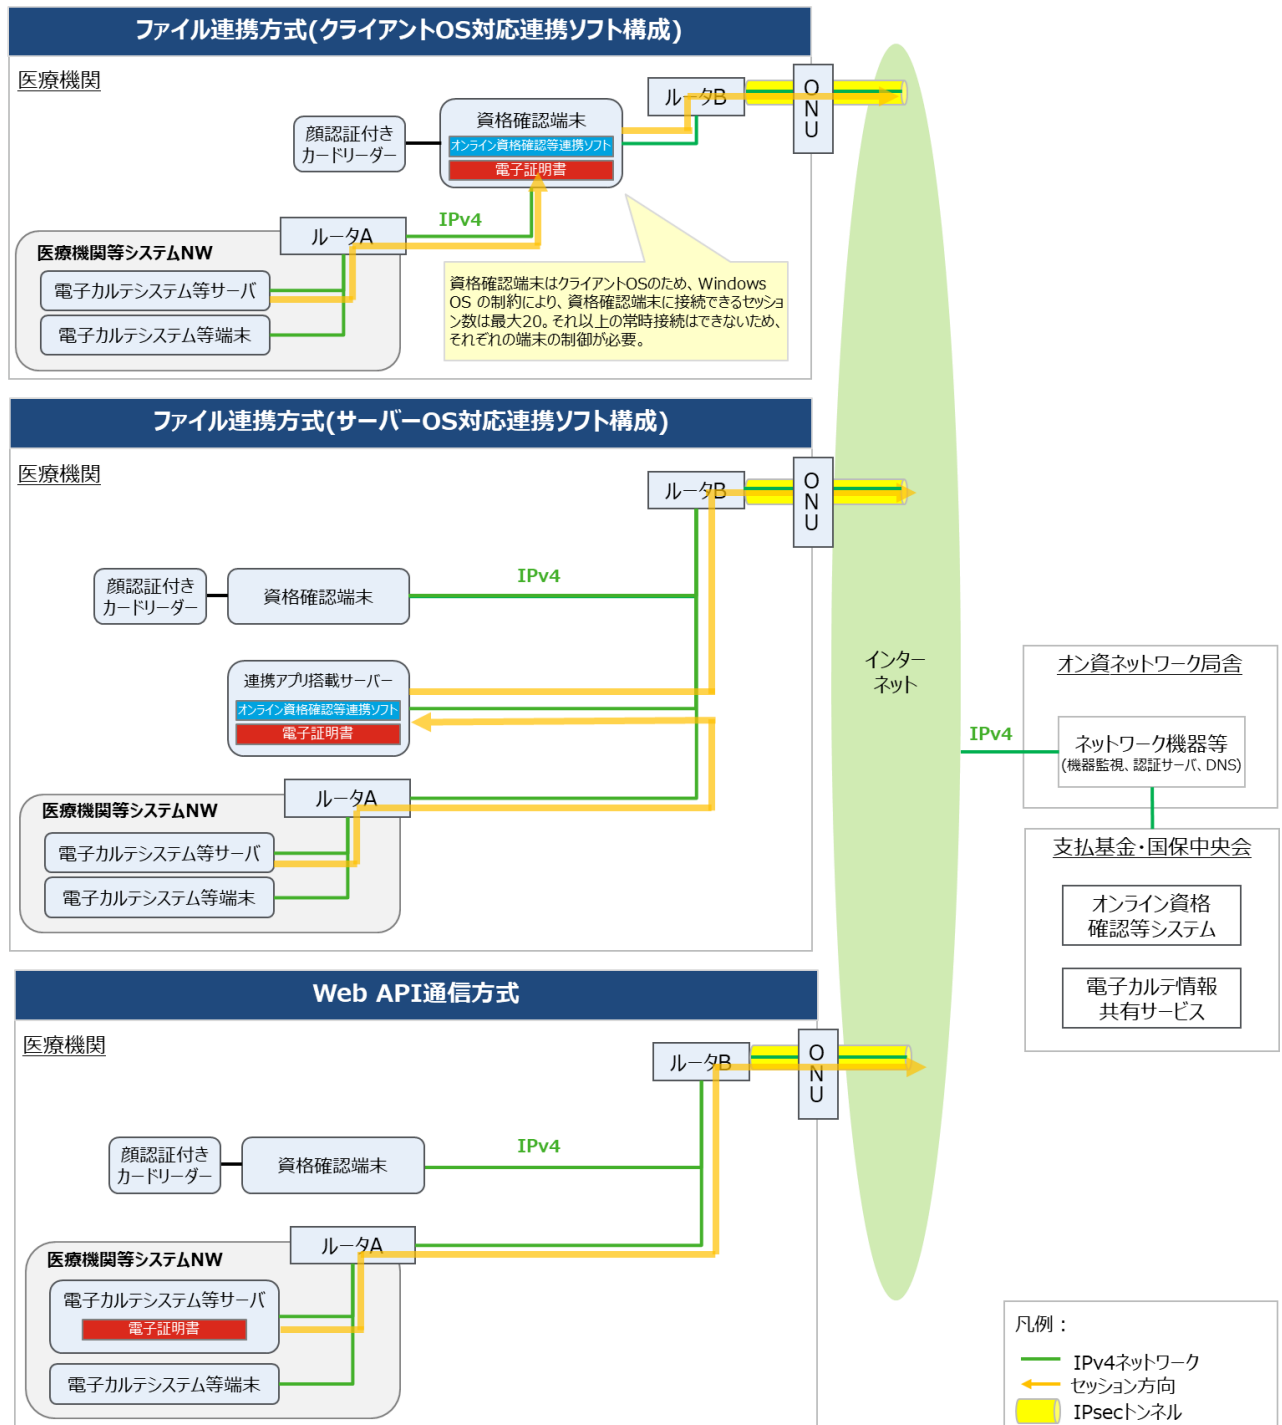 ファイル連携方式(クライアントOS対応連携ソフト構成)
医療機関
顔認証付き
カードリーダー
資格確認端末
オンライン資格確認等連携ソフト
電子証明書
ルータB
ONU
IPv4
ルータA
医療機関等システムNW
電子カルテシステム等サーバ
電子カルテシステム等端末
資格確認端末はクライアントOSのため、Windows
OS の制約により、資格確認端末に接続できるセッショ
ン数は最大20。それ以上の常時接続はできないため、
それぞれの端末の制御が必要。
ファイル連携方式(サーバーOS対応連携ソフト構成)
医療機関
ルータB
ONU
顔認証付き
カードリーダー
資格確認端末
IPv4
連携アプリ搭載サーバー
オンライン資格確認等連携ソフト
電子証明書
ルータA
医療機関等システムNW
電子カルテシステム等サーバ
電子カルテシステム等端末
Web API通信方式
医療機関
ルータB
ONU
顔認証付き
カードリーダー
資格確認端末
IPv4
ルータA
医療機関等システムNW
電子カルテシステム等サーバ
電子証明書
電子カルテシステム等端末
インター
ネット
IPv4
オン資ネットワーク局舎
ネットワーク機器等
(機器監視、認証サーバ、DNS)
支払基金・国保中央会
オンライン資格
確認等システム
電子カルテ情報
共有サービス
凡例：
IPv4ネットワーク
セッション方向
IPsecトンネル